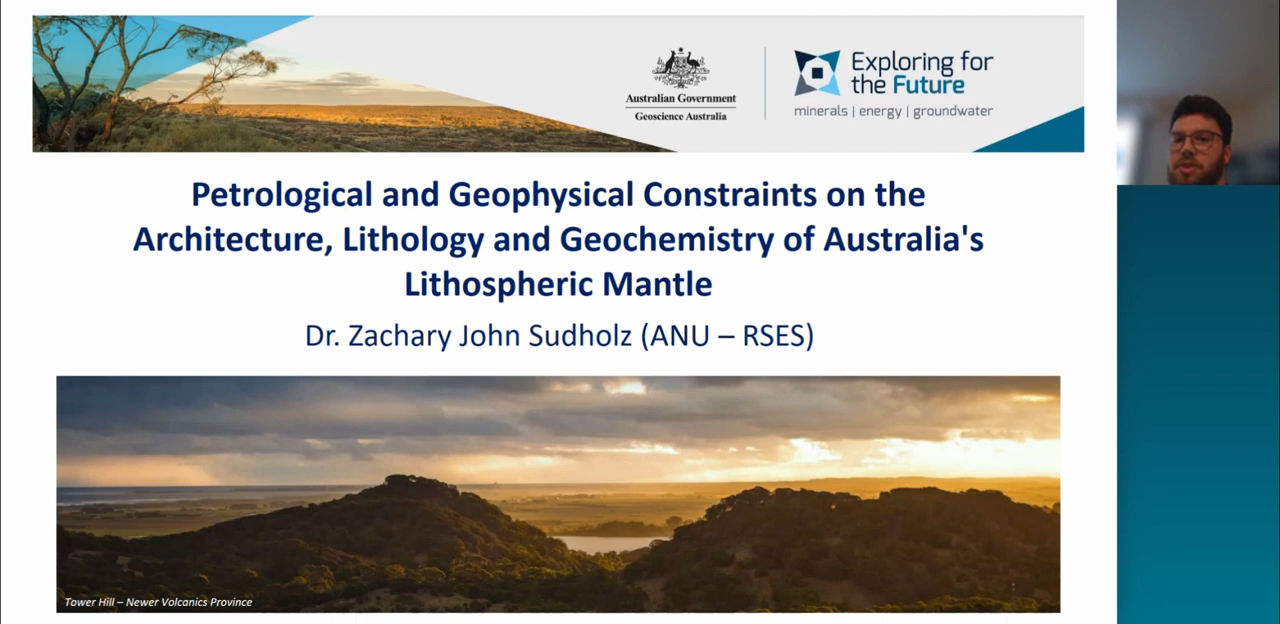 Australian Government
Geoscience Australia
Exploring for
the Future
minerals | energy | groundwater
Petrological and Geophysical Constraints on the
Architecture, Lithology and Geochemistry of Australia's
Lithospheric Mantle
Dr. Zachary John Sudholz (ANU – RSES)
Tower Hill – Newer Volcanics Province